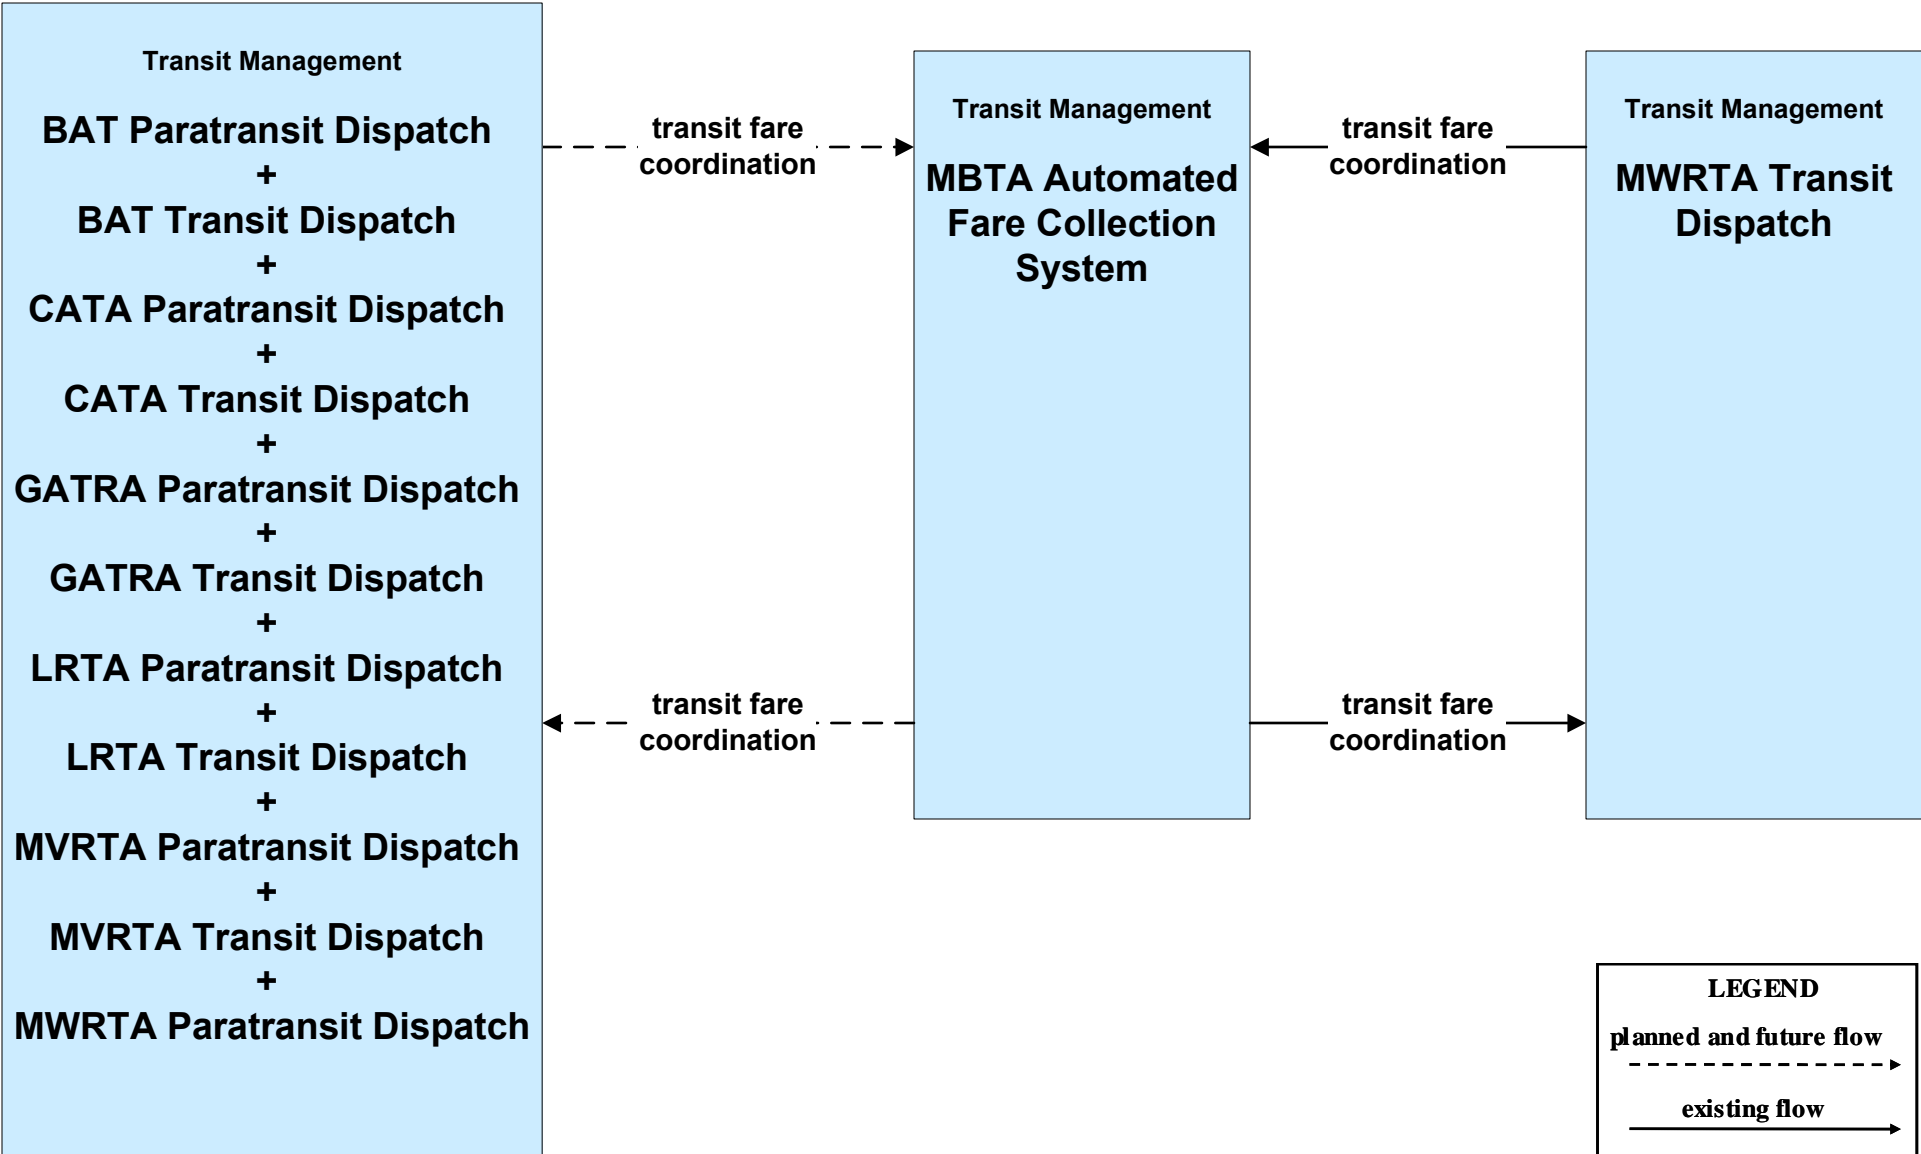 Transit Management
BAT Paratransit Dispatch
+
BAT Transit Dispatch
+
CATA Paratransit Dispatch
+
CATA Transit Dispatch
+
GATRA Paratransit Dispatch
+
GATRA Transit Dispatch
+
LRTA Paratransit Dispatch
+
LRTA Transit Dispatch
+
MVRTA Paratransit Dispatch
+
MVRTA Transit Dispatch
+
MWRTA Paratransit Dispatch
transit fare
coordination
transit fare
coordination
Transit Management
MBTA Automated
Fare Collection
System
transit fare
coordination
transit fare
coordination
Transit Management
MWRTA Transit
Dispatch
LEGEND
planned and future flow
existing flow